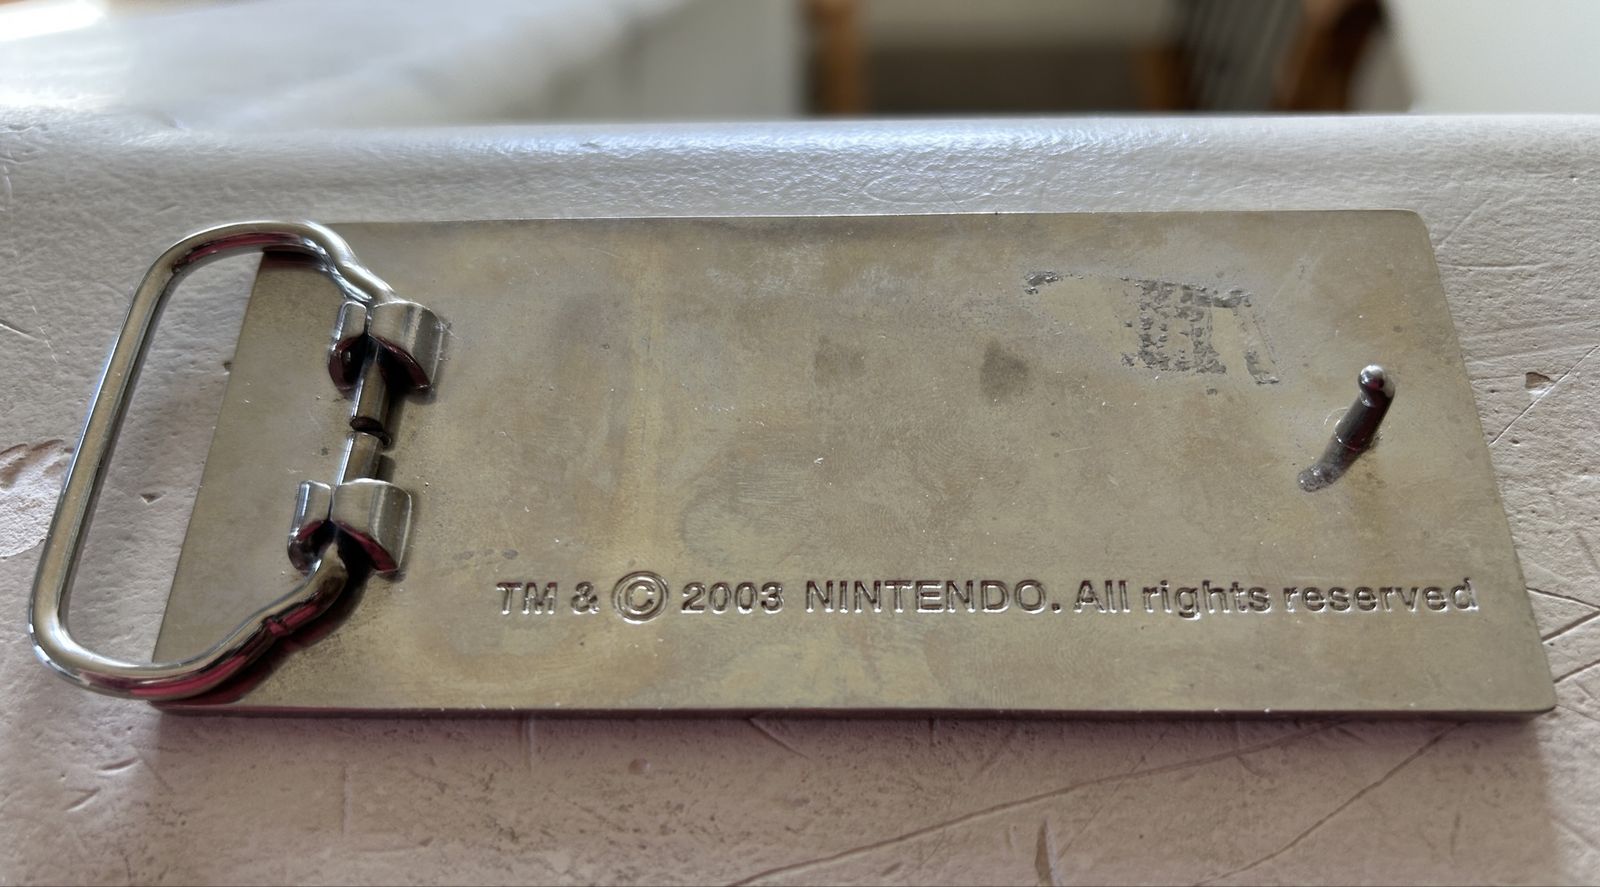 TM & © 2003 NINTENDO. All rights reserved